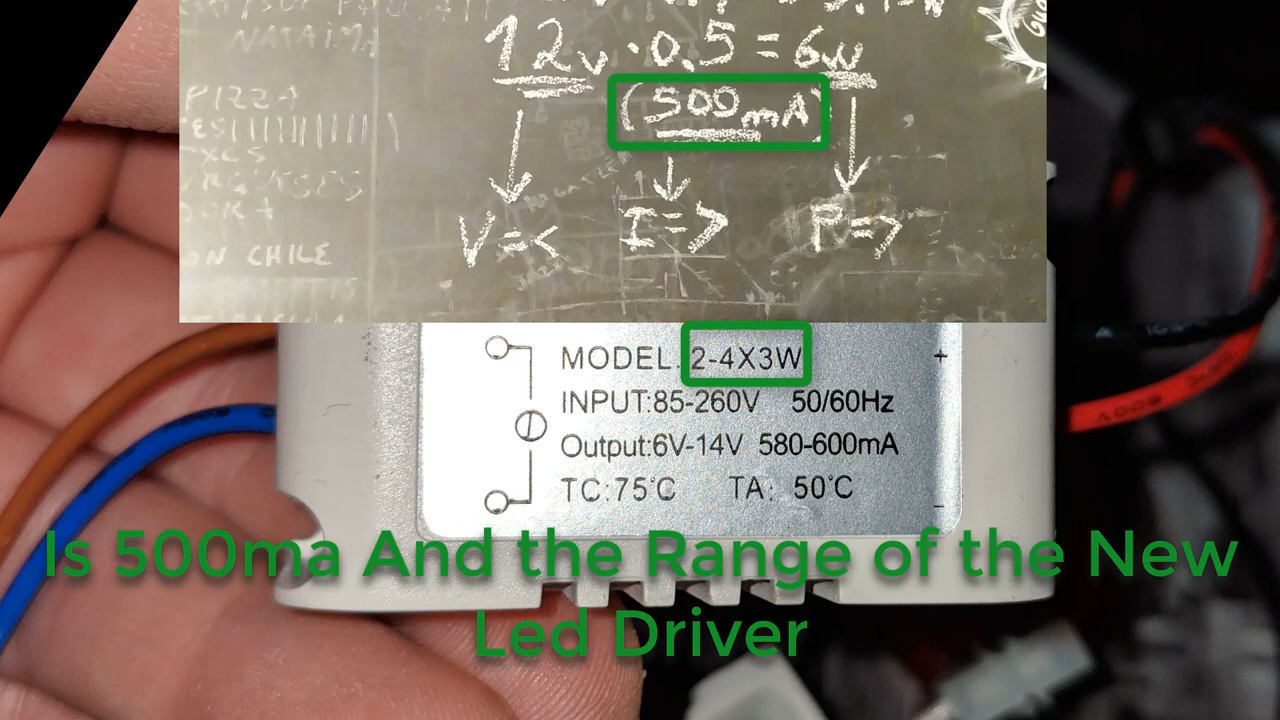 NATAIMA
12v · 0,5 = 6w
PIZZA
(500mA)
V=< I=> P=>
ON CHILE
MODEL: 2-4X3W +
INPUT:85-260V 50/60Hz
Output:6V-14V 580-600mA
TC:75°C TA: 50°C -
Is 500ma And the Range of the New
Led Driver